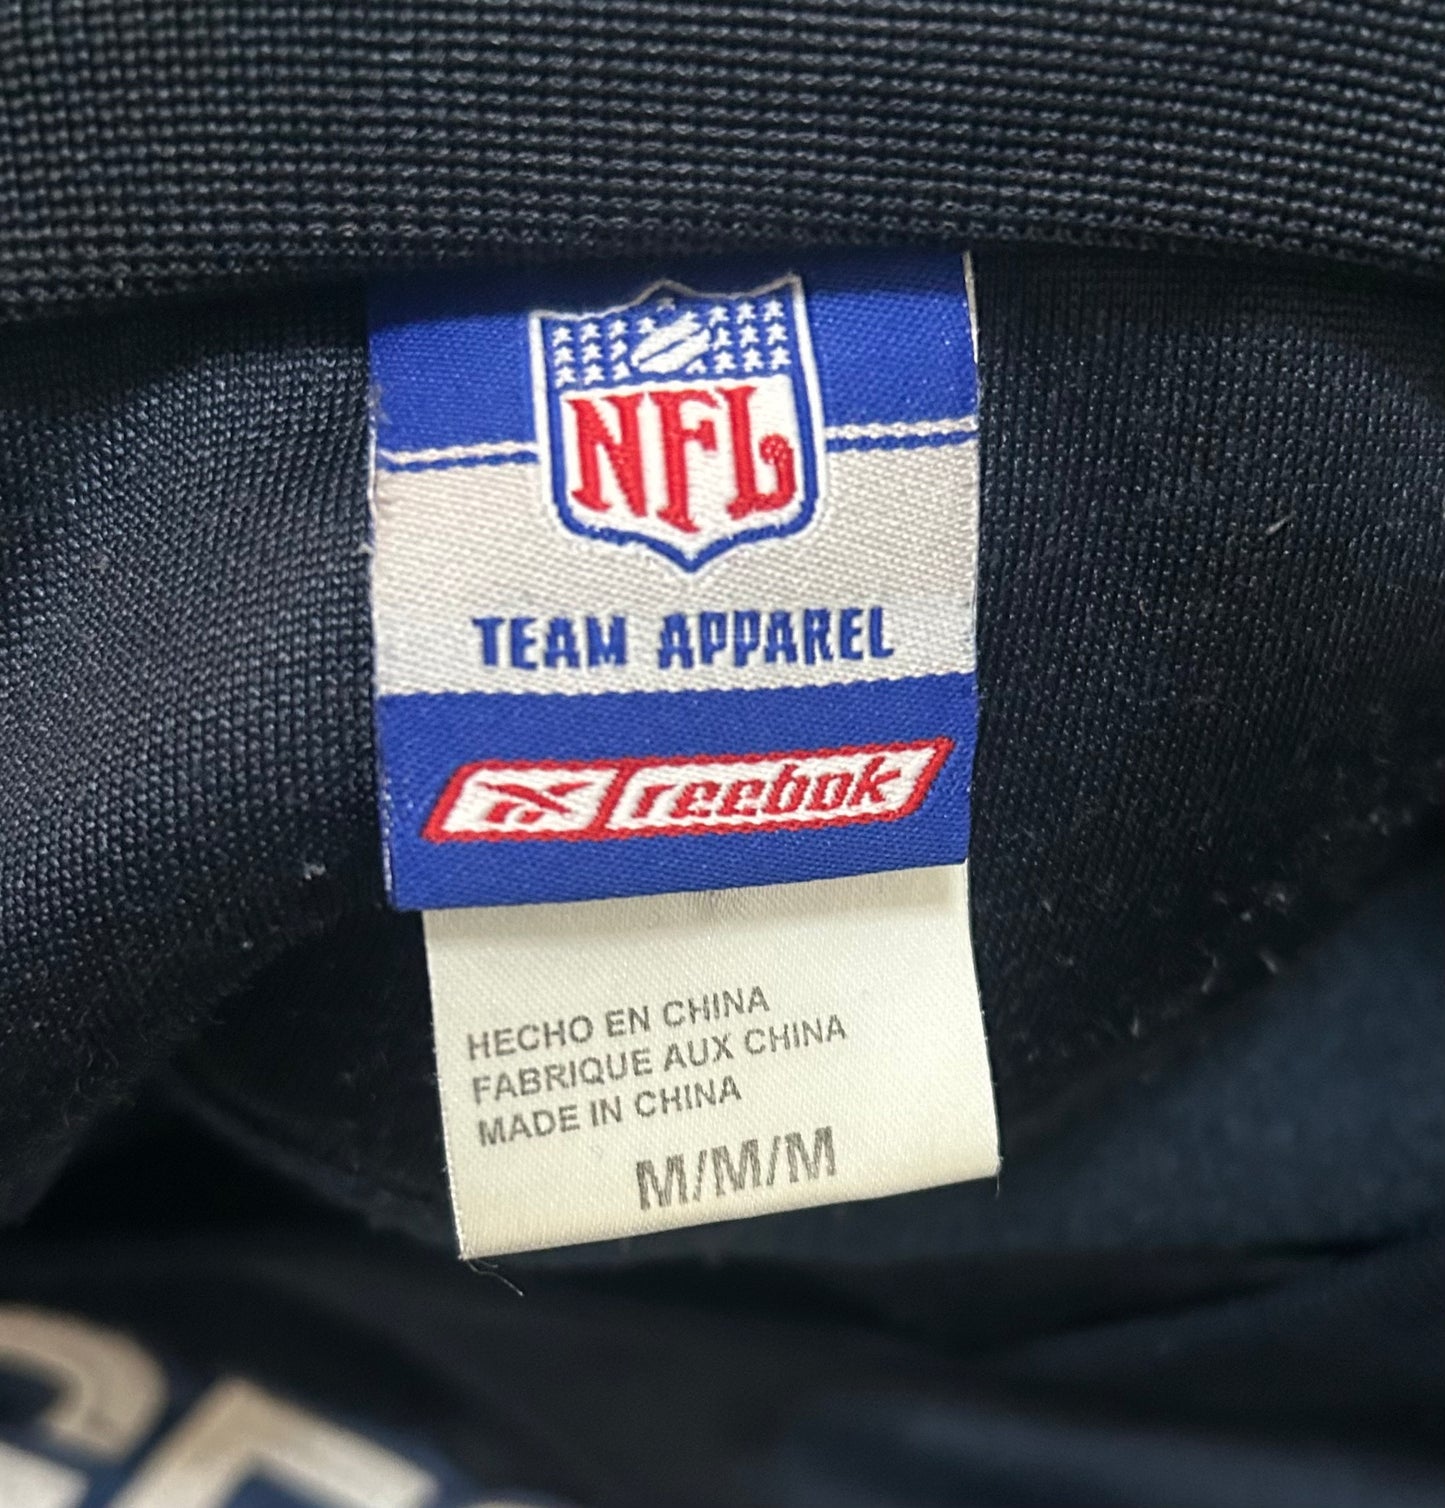 NFL
TEAM APPAREL
reebok
HECHO EN CHINA
FABRIQUE AUX CHINA
MADE IN CHINA
M/M/M